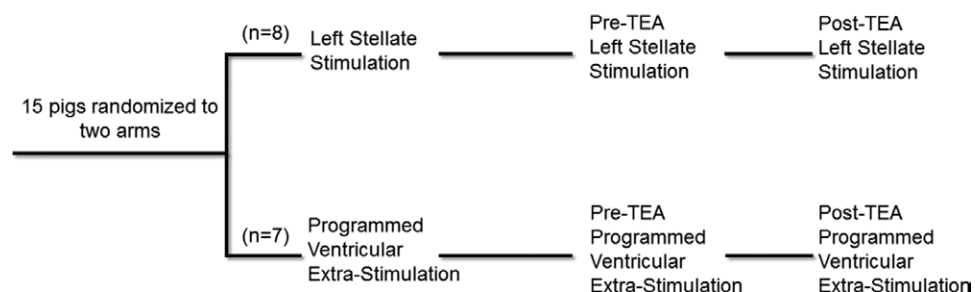 15 pigs randomized to
two arms
(n=8)
Left Stellate
Stimulation
Pre-TEA
Left Stellate
Stimulation
Post-TEA
Left Stellate
Stimulation
(n=7)
Programmed
Ventricular
Extra-Stimulation
Pre-TEA
Programmed
Ventricular
Extra-Stimulation
Post-TEA
Programmed
Ventricular
Extra-Stimulation